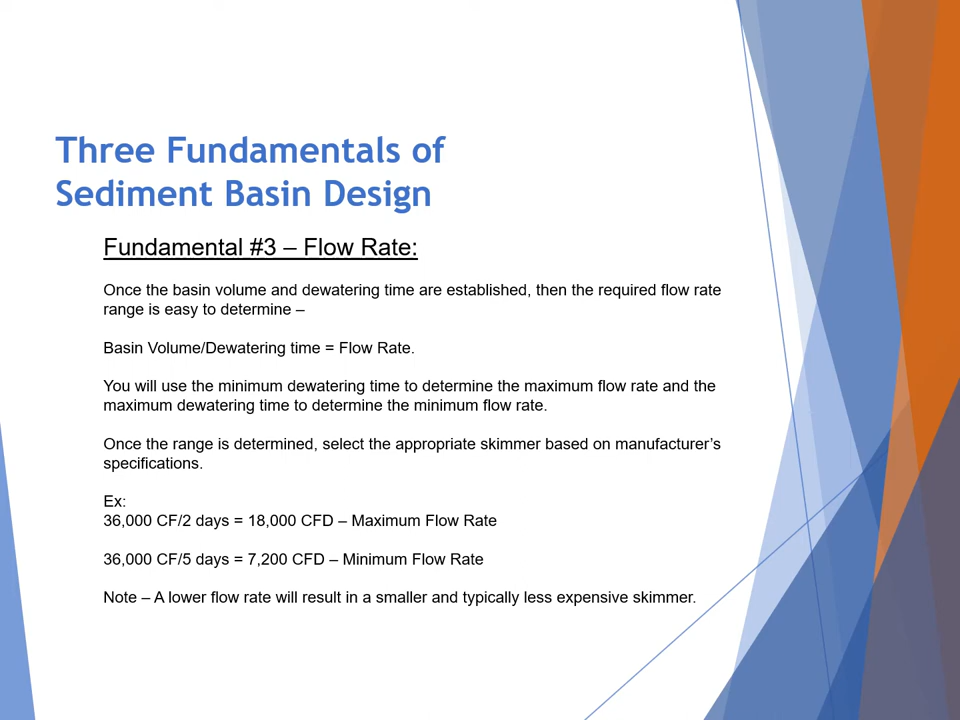 Three Fundamentals of
Sediment Basin Design
Fundamental #3 – Flow Rate:
Once the basin volume and dewatering time are established, then the required flow rate
range is easy to determine –
Basin Volume/Dewatering time = Flow Rate.
You will use the minimum dewatering time to determine the maximum flow rate and the
maximum dewatering time to determine the minimum flow rate.
Once the range is determined, select the appropriate skimmer based on manufacturer’s
specifications.
Ex:
36,000 CF/2 days = 18,000 CFD – Maximum Flow Rate
36,000 CF/5 days = 7,200 CFD – Minimum Flow Rate
Note – A lower flow rate will result in a smaller and typically less expensive skimmer.